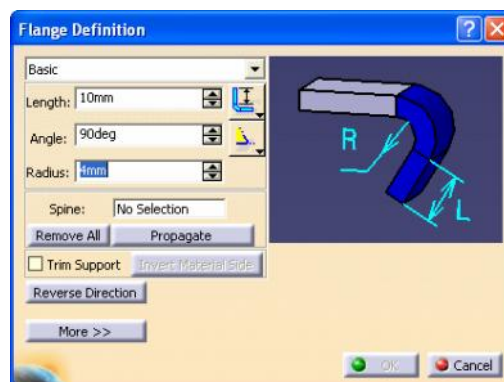 Flange Definition
Basic
Length: 10mm
Angle: 90deg
Radius: 4mm
Spine: No Selection
Remove All Propagate
Trim Support Invert Material Side
Reverse Direction
More >>
R
L
OK Cancel